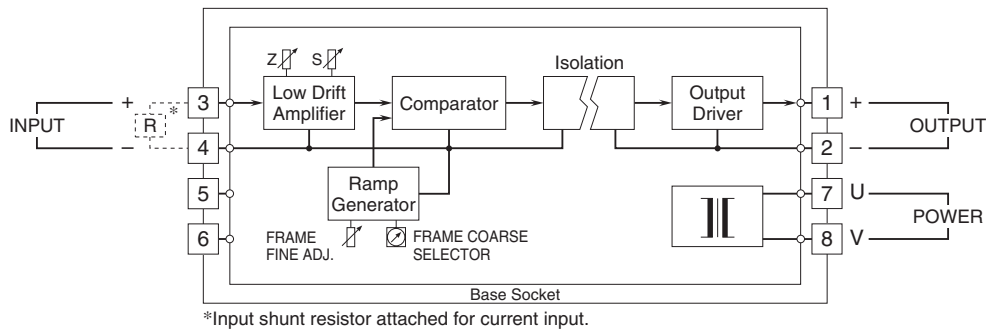 Z S
Isolation
INPUT
+
*
R
−
3
4
5
6
Low Drift
Amplifier
Comparator
Output
Driver
Ramp
Generator
FRAME
FINE ADJ.
FRAME COARSE
SELECTOR
1
+
2
−
OUTPUT
7
U
8
V
POWER
Base Socket
*Input shunt resistor attached for current input.